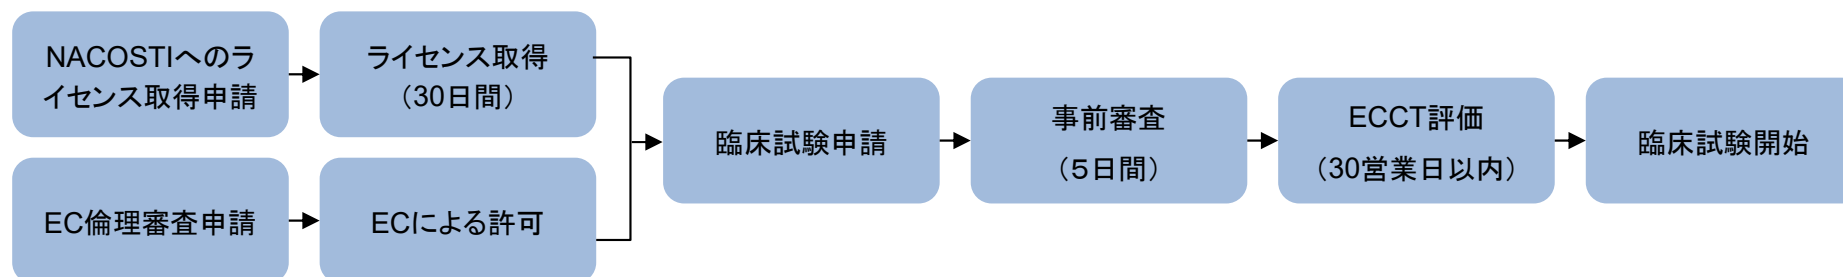 NACOSTIへのラ
イセンス取得申請
ライセンス取得
（30日間）
EC倫理審査申請
ECによる許可
臨床試験申請
事前審査
（５日間）
ECCT評価
（30営業日以内）
臨床試験開始